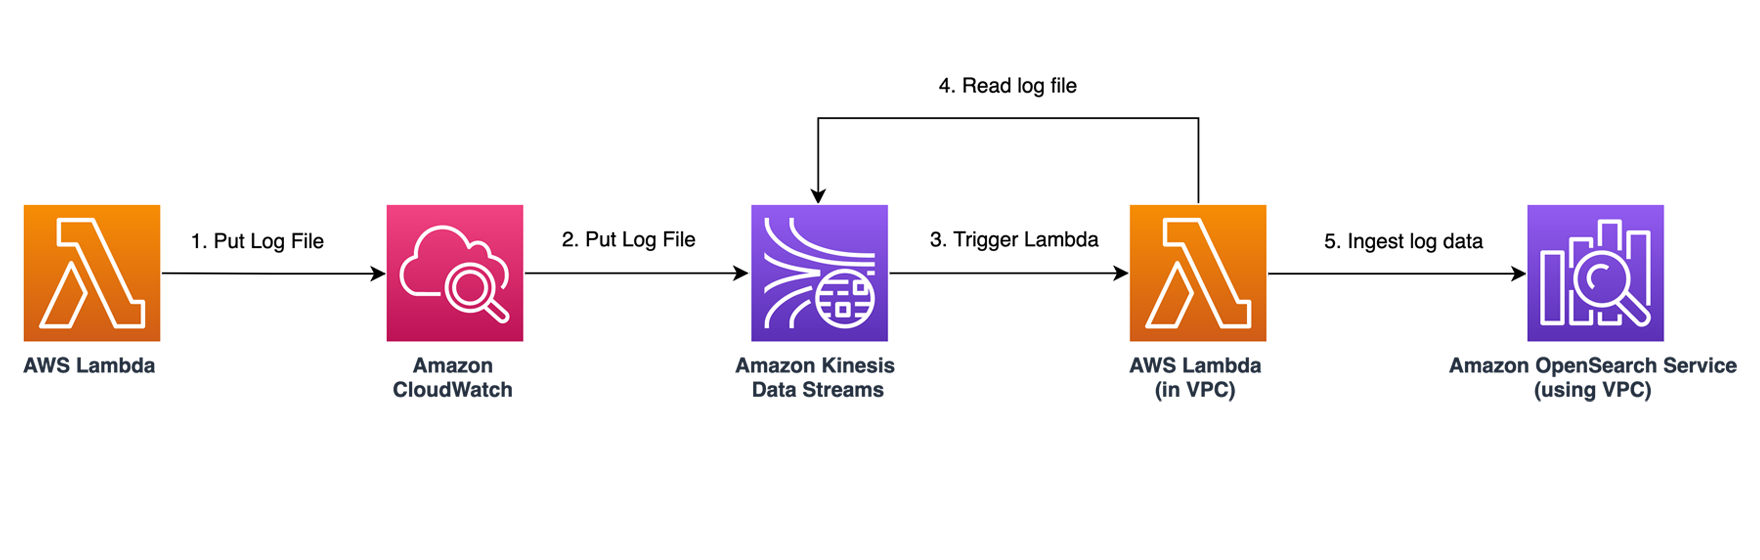 4. Read log file
1. Put Log File
2. Put Log File
3. Trigger Lambda
5. Ingest log data
AWS Lambda
Amazon
CloudWatch
Amazon Kinesis
Data Streams
AWS Lambda
(in VPC)
Amazon OpenSearch Service
(using VPC)